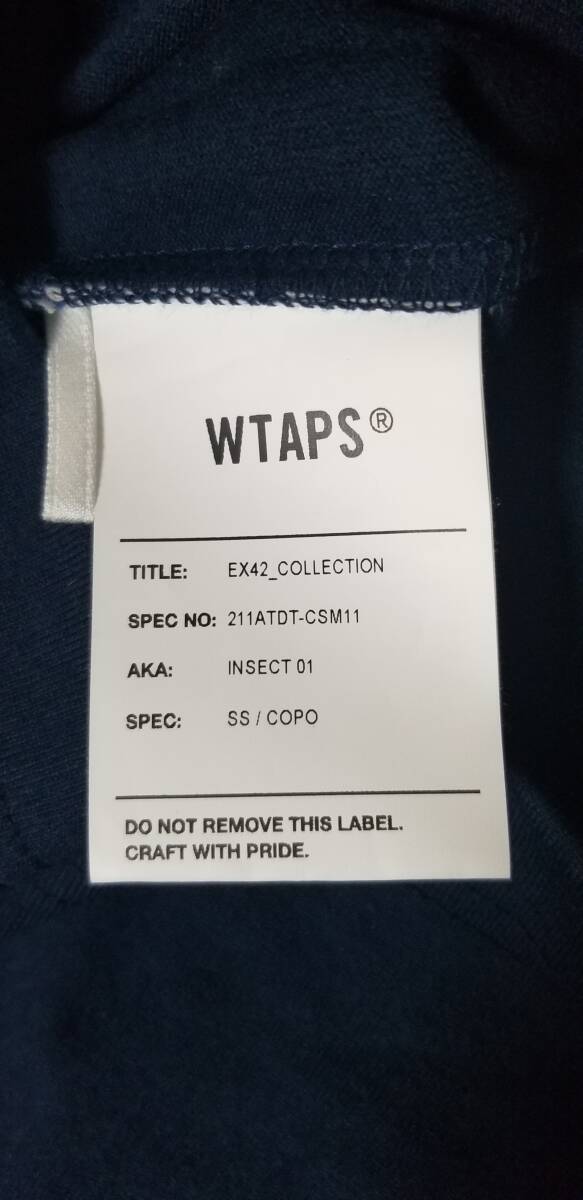 WTAPS®
TITLE: EX42_COLLECTION
SPEC NO: 211ATDT-CSM11
AKA: INSECT 01
SPEC: SS / COPO
DO NOT REMOVE THIS LABEL.
CRAFT WITH PRIDE.